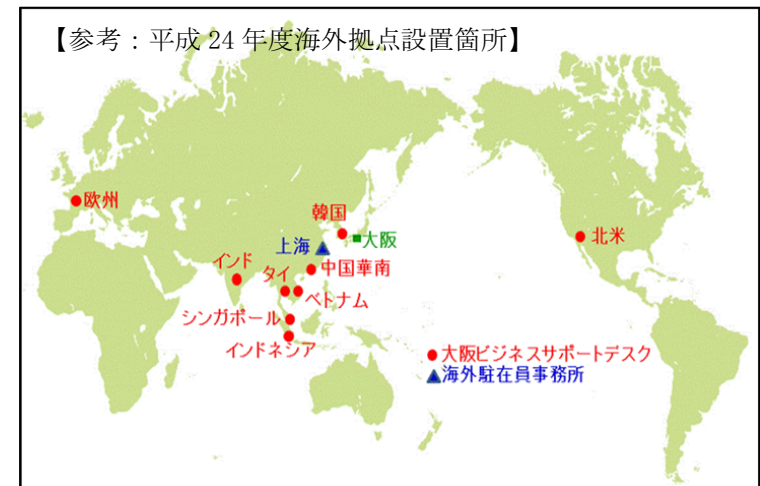 【参考：平成 24 年度海外拠点設置箇所】
欧州
韓国
大阪
北米
上海
インド
タイ
中国華南
ベトナム
シンガポール
インドネシア
大阪ビジネスサポートデスク
海外駐在員事務所